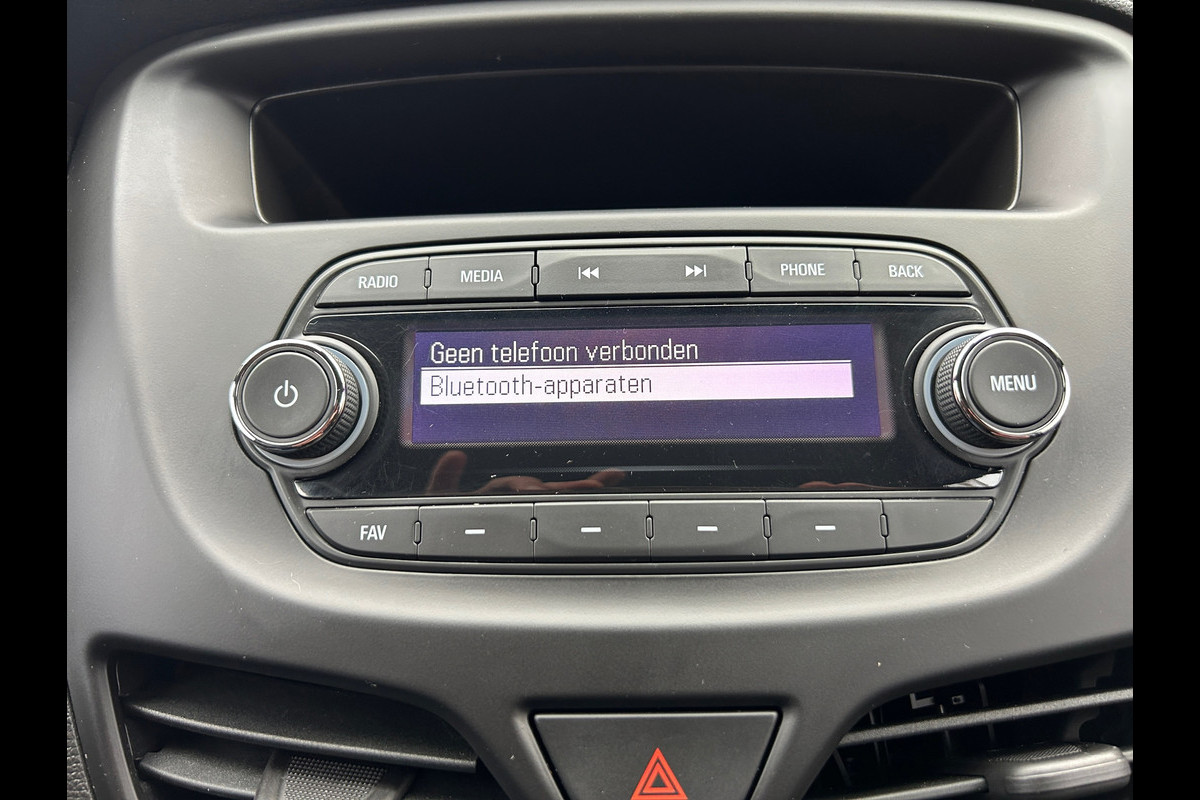 RADIO MEDIA PHONE BACK
Geen telefoon verbonden
Bluetooth-apparaten
MENU
FAV